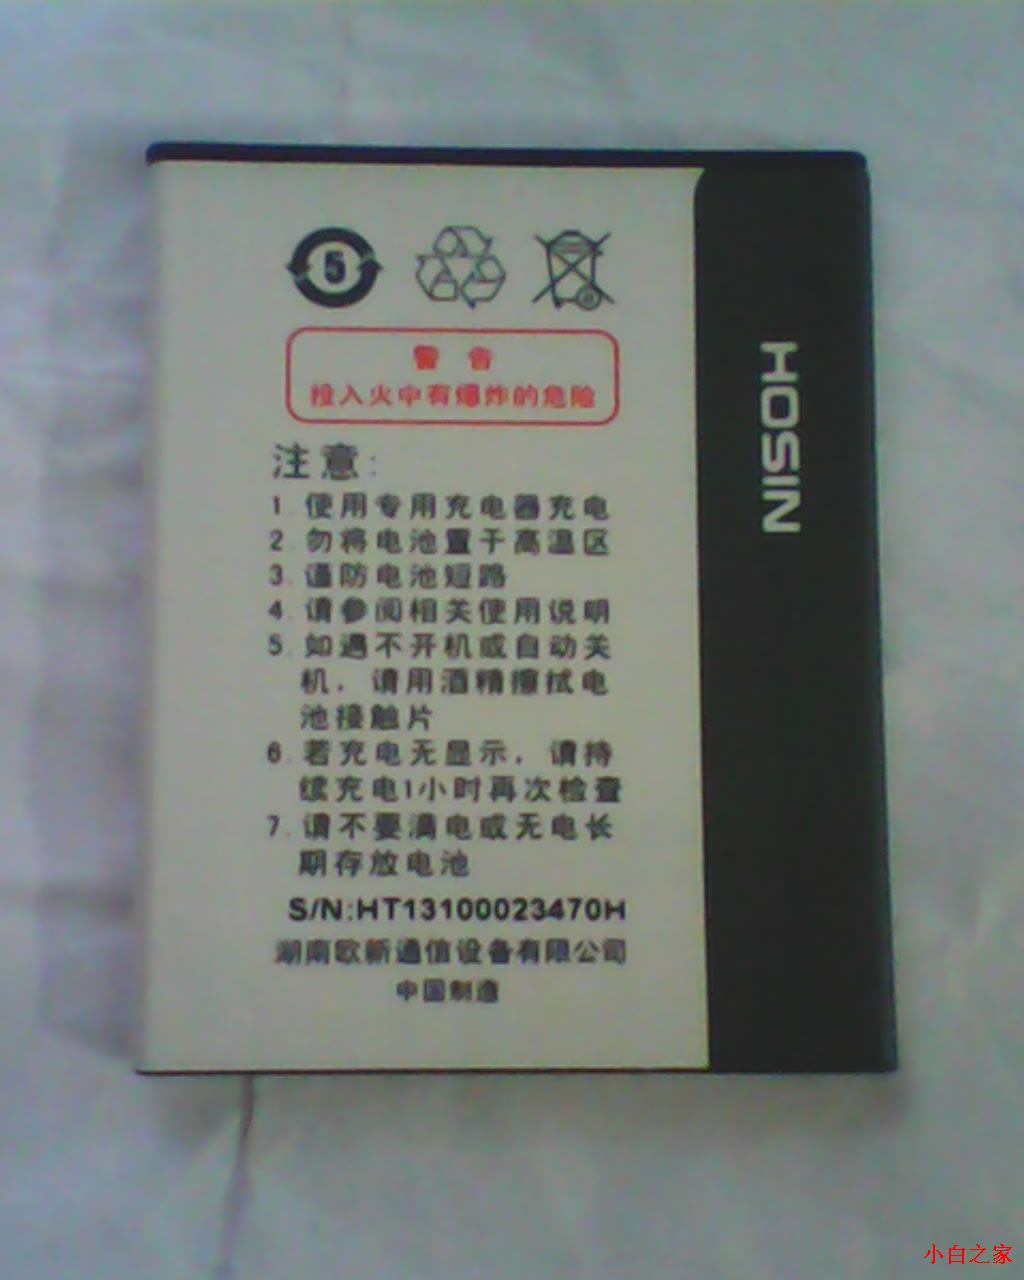 5
警 告
投入火中有爆炸的危险
注意:
1. 使用专用充电器充电
2. 勿将电池置于高温区
3. 谨防电池短路
4. 请参阅相关使用说明
5. 如遇不开机或自动关
机，请用酒精擦拭电
池接触片
6. 若充电无显示，请持
续充电1小时再次检查
7. 请不要满电或无电长
期存放电池
S/N:HT13100023470H
湖南欧新通信设备有限公司
中国制造
HOSIN
小白之家